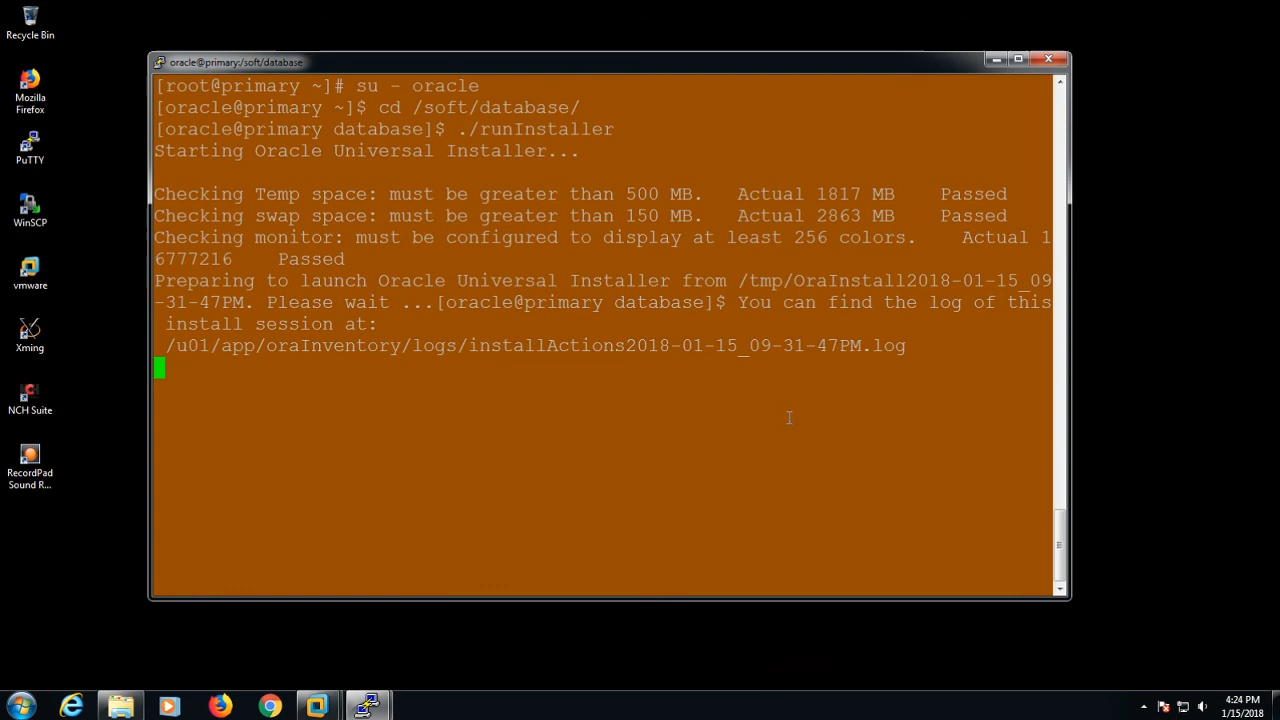 Recycle Bin
Mozilla
Firefox
PuTTY
WinSCP
vmware
Xming
NCH Suite
RecordPad
Sound R...
oracle@primary:/soft/database
[root@primary ~]# su - oracle
[oracle@primary ~]$ cd /soft/database/
[oracle@primary database]$ ./runInstaller
Starting Oracle Universal Installer...
Checking Temp space: must be greater than 500 MB.   Actual 1817 MB    Passed
Checking swap space: must be greater than 150 MB.   Actual 2863 MB    Passed
Checking monitor: must be configured to display at least 256 colors.    Actual 1
6777216    Passed
Preparing to launch Oracle Universal Installer from /tmp/OraInstall2018-01-15_09
-31-47PM. Please wait ...[oracle@primary database]$ You can find the log of this
 install session at:
 /u01/app/oraInventory/logs/installActions2018-01-15_09-31-47PM.log
4:24 PM
1/15/2018